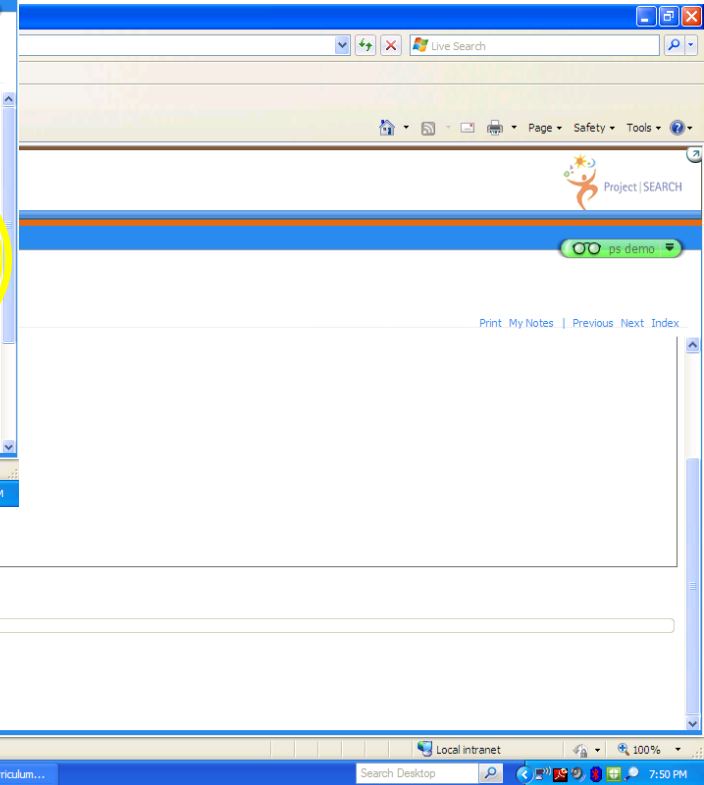 Live Search
Page Safety Tools
Project | SEARCH
ps demo
Print My Notes | Previous Next Index
M
Local intranet 100%
rriculum... Search Desktop 7:50 PM